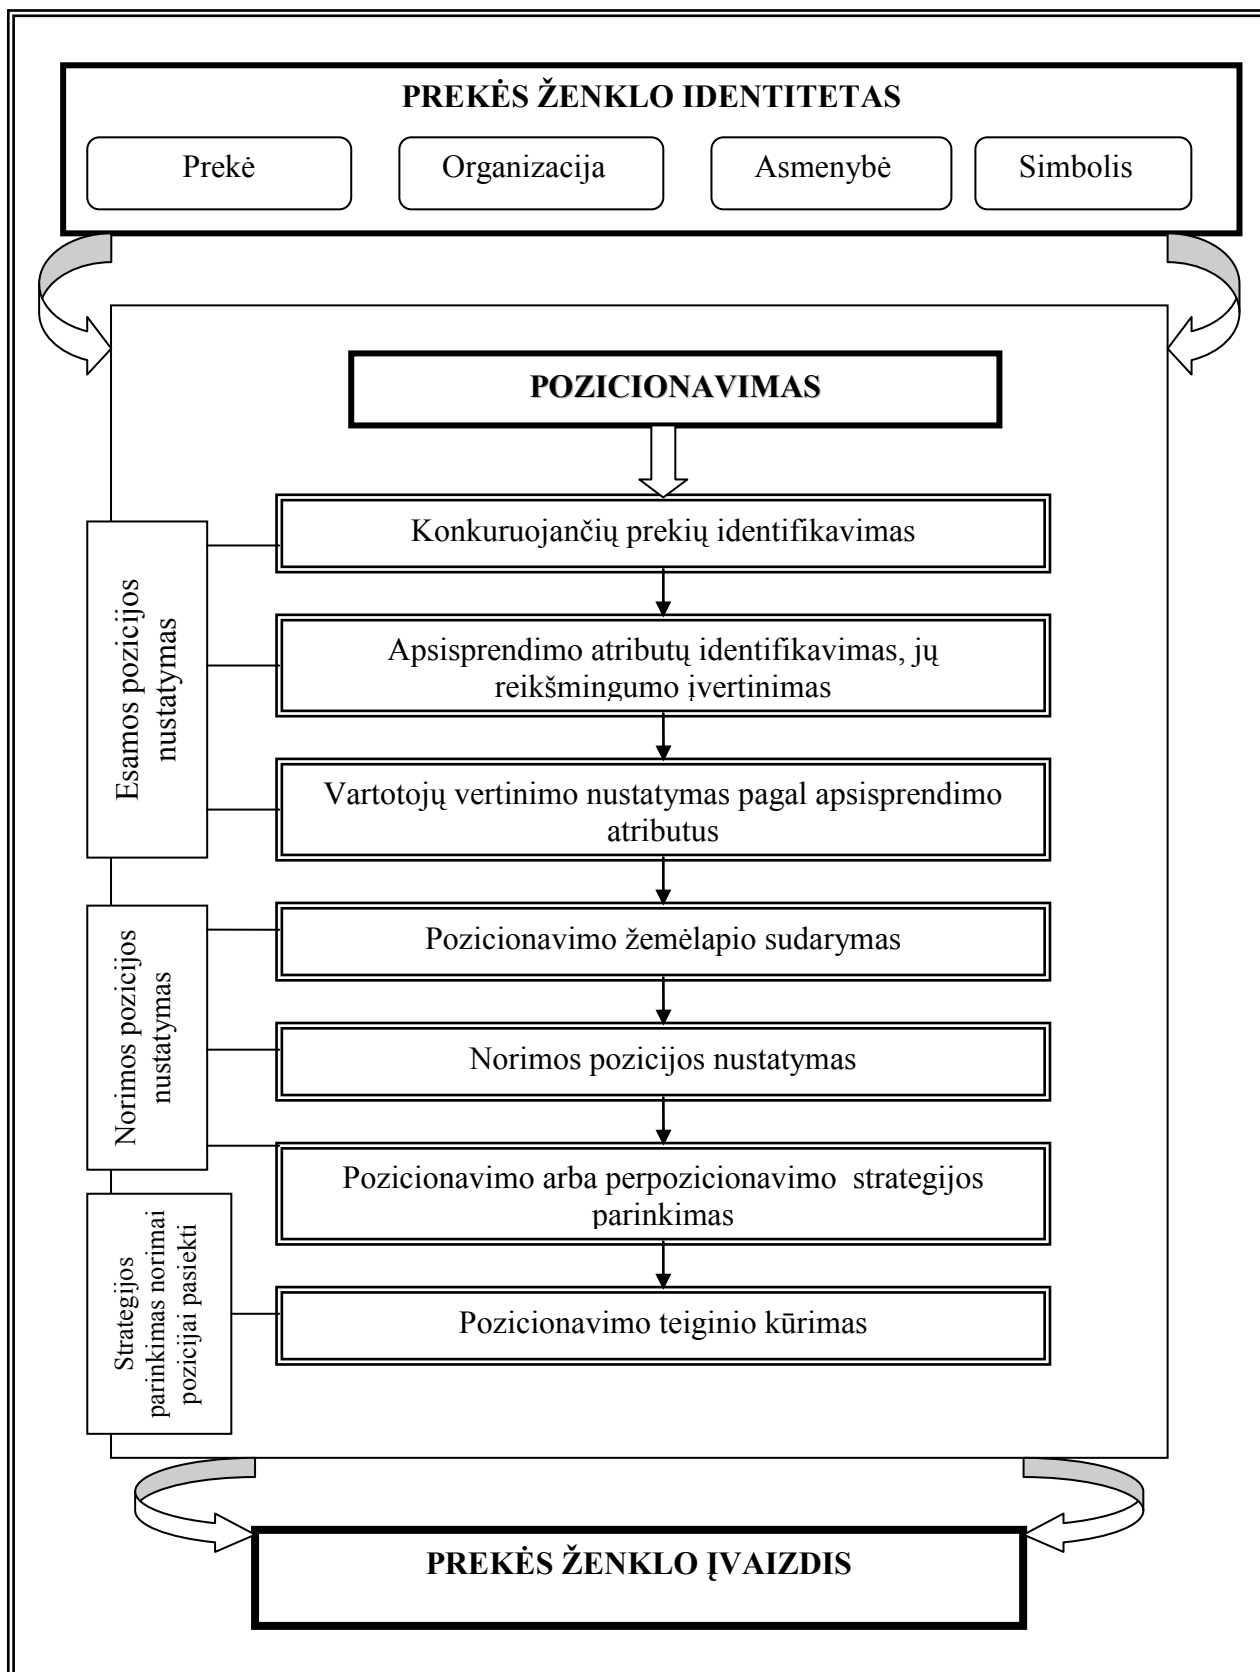 PREKĖS ŽENKLO IDENTITETAS
Prekė
Organizacija
Asmenybė
Simbolis
POZICIONAVIMAS
Esamos pozicijos
nustatymas
Konkuruojančių prekių identifikavimas
Apsisprendimo atributų identifikavimas, jų
reikšmingumo įvertinimas
Vartotojų vertinimo nustatymas pagal apsisprendimo
atributus
Norimos pozicijos
nustatymas
Pozicionavimo žemėlapio sudarymas
Norimos pozicijos nustatymas
Pozicionavimo arba perpozicionavimo strategijos
parinkimas
Strategijos
parinkimas norimai
pozicijai pasiekti
Pozicionavimo teiginio kūrimas
PREKĖS ŽENKLO ĮVAIZDIS